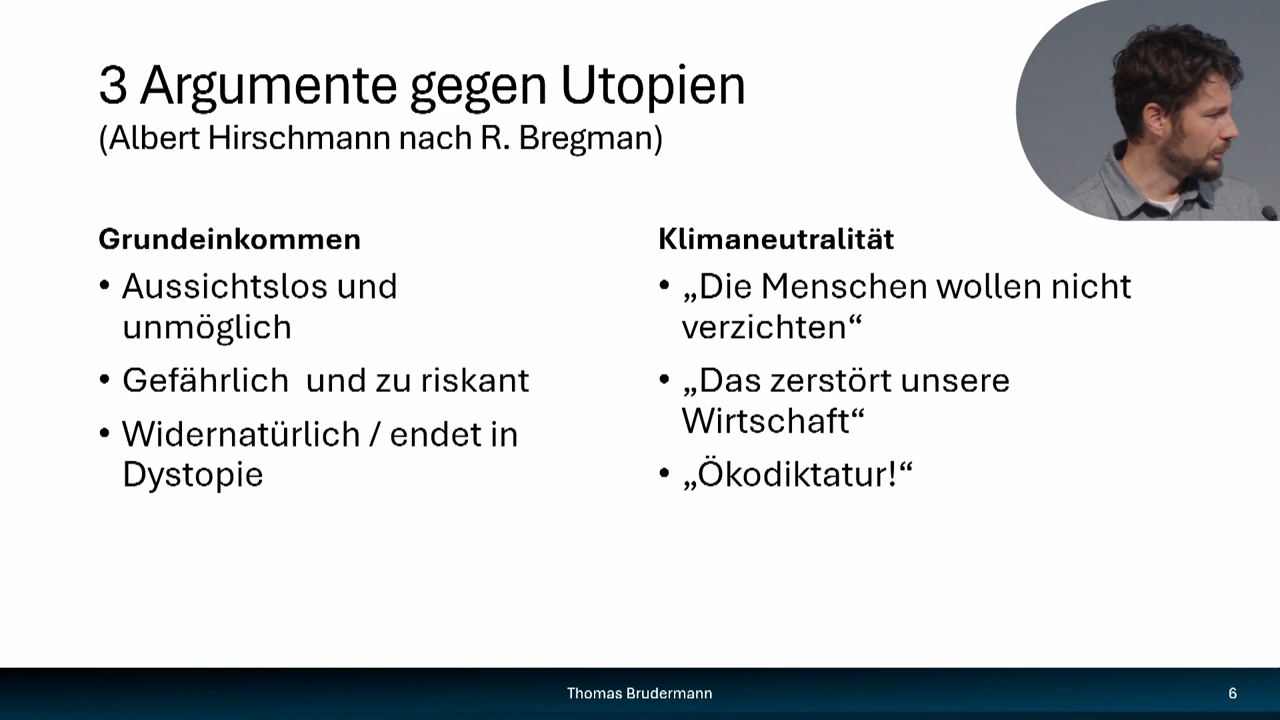 3 Argumente gegen Utopien
(Albert Hirschmann nach R. Bregman)
Grundeinkommen
• Aussichtslos und
unmöglich
• Gefährlich  und zu riskant
• Widernatürlich / endet in
Dystopie
Klimaneutralität
• „Die Menschen wollen nicht
verzichten“
• „Das zerstört unsere
Wirtschaft“
• „Ökodiktatur!“
Thomas Brudermann
6